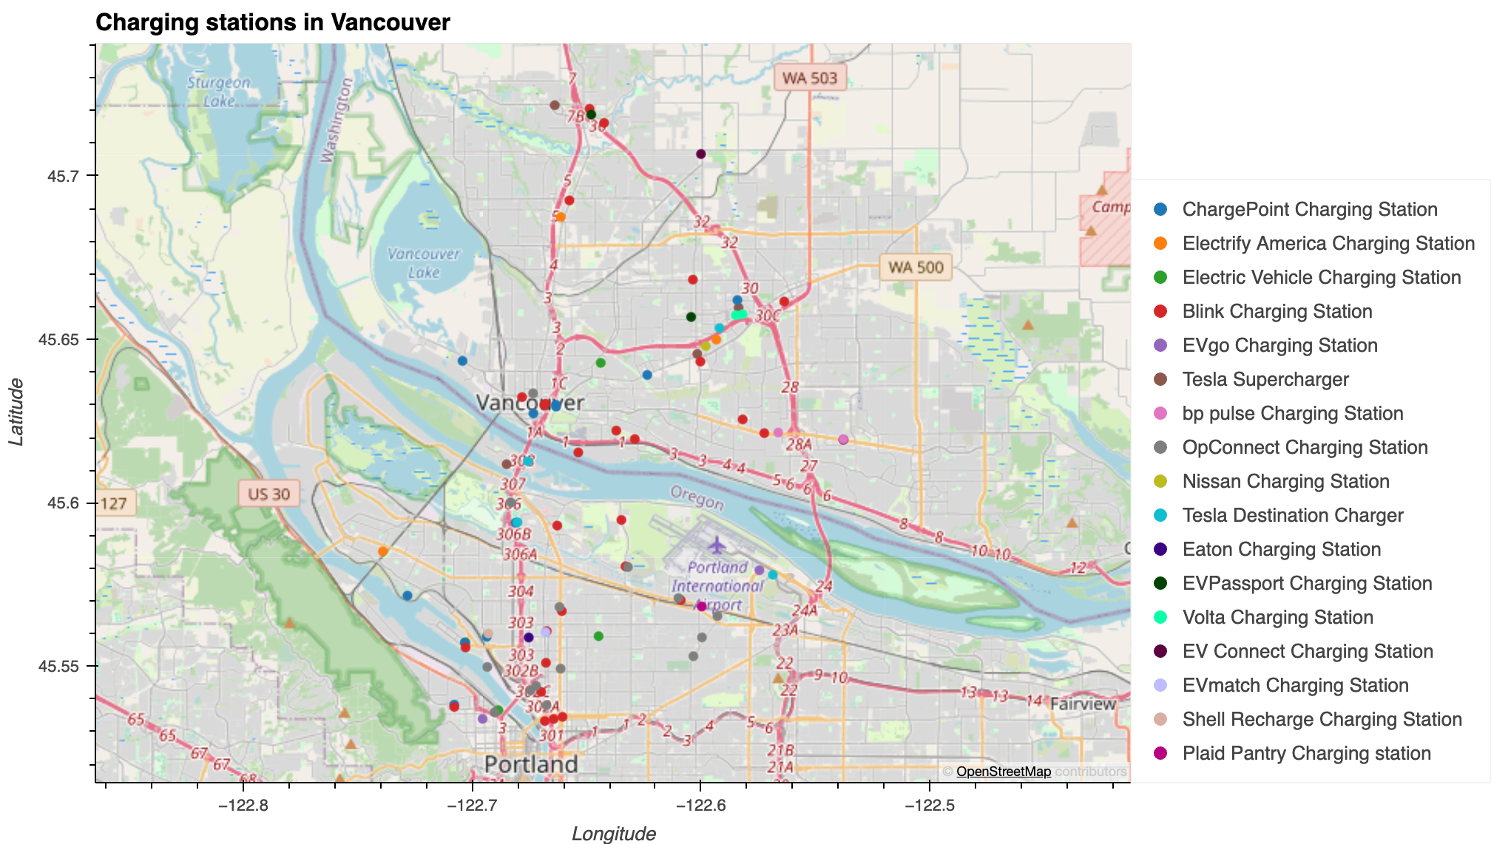 Charging stations in Vancouver
Sturgeon
Lake
Washington
WA 503
7
7B
36
5
5
32
32
4
Vancouver
Lake
WA 500
3
30
30C
3
2
28
1C
Vancouver
1A
1
1
28A
3
3
4
4
27
5
6
6
6
308
307
306
306B
306A
Oregon
8
8
10
10
12
US 30
127
Portland
International
Airport
304
24
24A
23A
303
303
302B
302A
301
22
22
9
10
13
13
14
Fairview
65
67
67
68
3
1
1
2
2
3
4
5
6
21B
21A
Portland
Camp
© OpenStreetMap contributors
45.7
45.65
45.6
45.55
Latitude
−122.8
−122.7
−122.6
−122.5
Longitude
ChargePoint Charging Station
Electrify America Charging Station
Electric Vehicle Charging Station
Blink Charging Station
EVgo Charging Station
Tesla Supercharger
bp pulse Charging Station
OpConnect Charging Station
Nissan Charging Station
Tesla Destination Charger
Eaton Charging Station
EVPassport Charging Station
Volta Charging Station
EV Connect Charging Station
EVmatch Charging Station
Shell Recharge Charging Station
Plaid Pantry Charging station